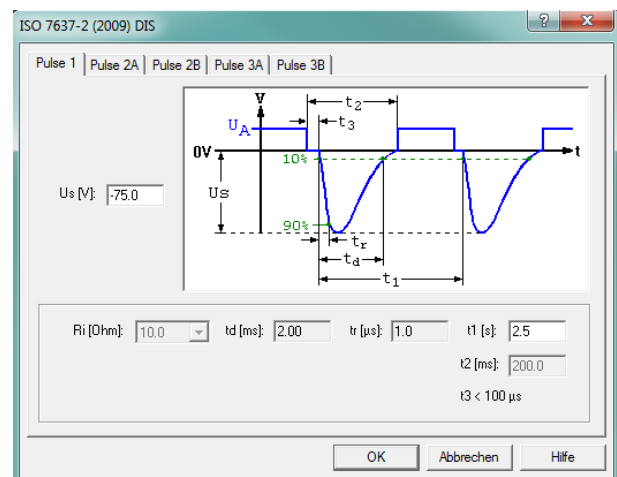 ISO 7637-2 (2009) DIS
Pulse 1 Pulse 2A Pulse 2B Pulse 3A Pulse 3B
V
t2
UA
t3
0V
10%
t
Us [V]: -75.0
Us
90%
tr
td
t1
Ri [Ohm]: 10.0 td [ms]: 2.00 tr [µs]: 1.0 t1 [s]: 2.5
t2 [ms]: 200.0
t3 < 100 µs
OK Abbrechen Hilfe